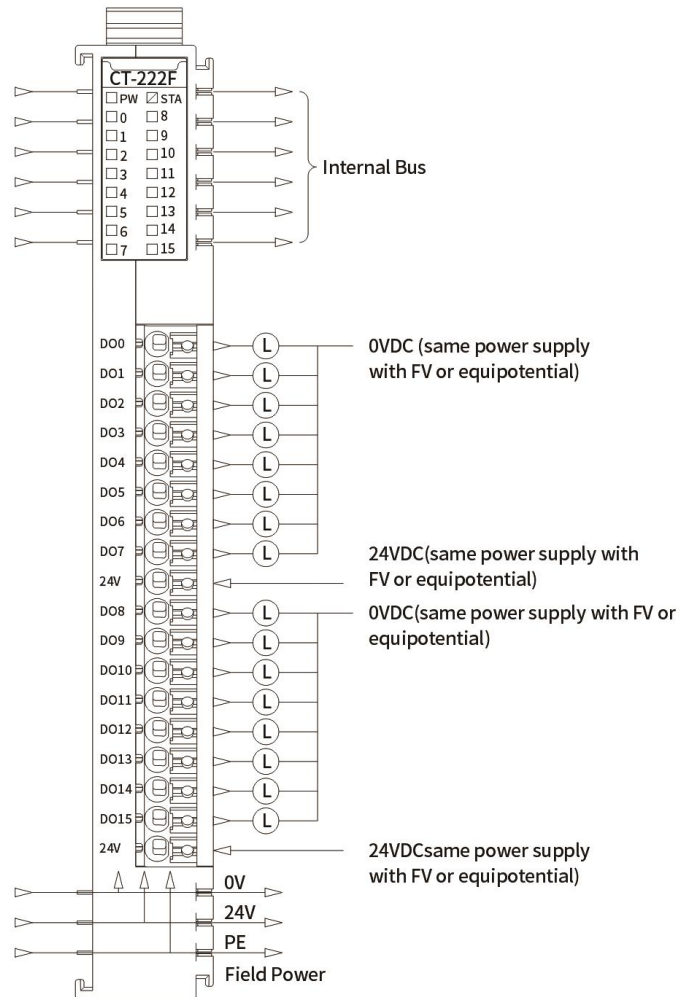 CT-222F
PW STA
0 8
1 9
2 10
3 11
4 12
5 13
6 14
7 15
Internal Bus
DO0 L 0VDC (same power supply
with FV or equipotential)
DO1 L
DO2 L
DO3 L
DO4 L
DO5 L
DO6 L
DO7 L
24V 24VDC(same power supply with
FV or equipotential)
DO8 L 0VDC(same power supply with FV or
equipotential)
DO9 L
DO10 L
DO11 L
DO12 L
DO13 L
DO14 L
DO15 L
24V 24VDCsame power supply
with FV or equipotential)
0V
24V
PE
Field Power